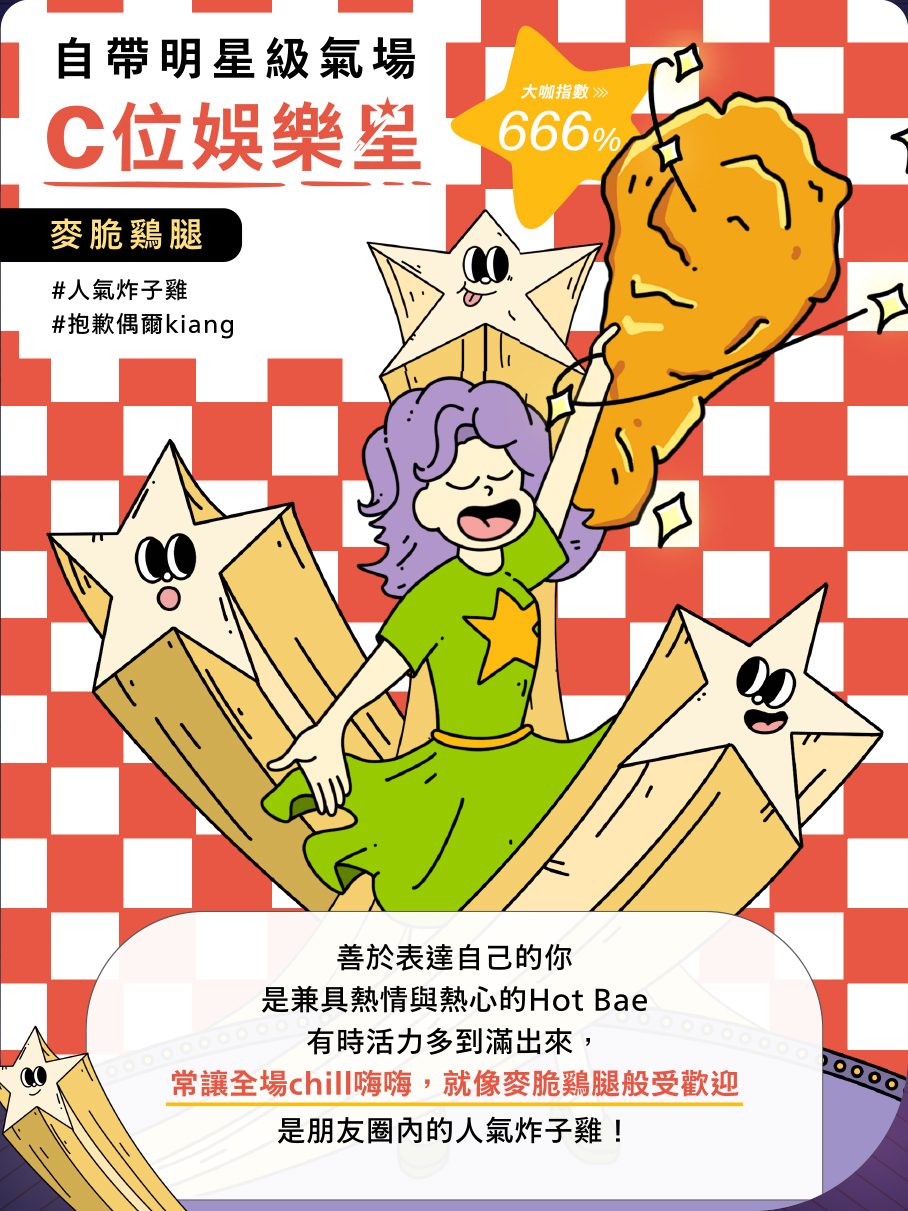 自帶明星級氣場
C位娛樂星
大咖指數 >>>
666%
麥脆鷄腿
#人氣炸子雞
#抱歉偶爾kiang
善於表達自己的你
是兼具熱情與熱心的Hot Bae
有時活力多到滿出來，
常讓全場chill嗨嗨，就像麥脆鷄腿般受歡迎
是朋友圈內的人氣炸子雞！